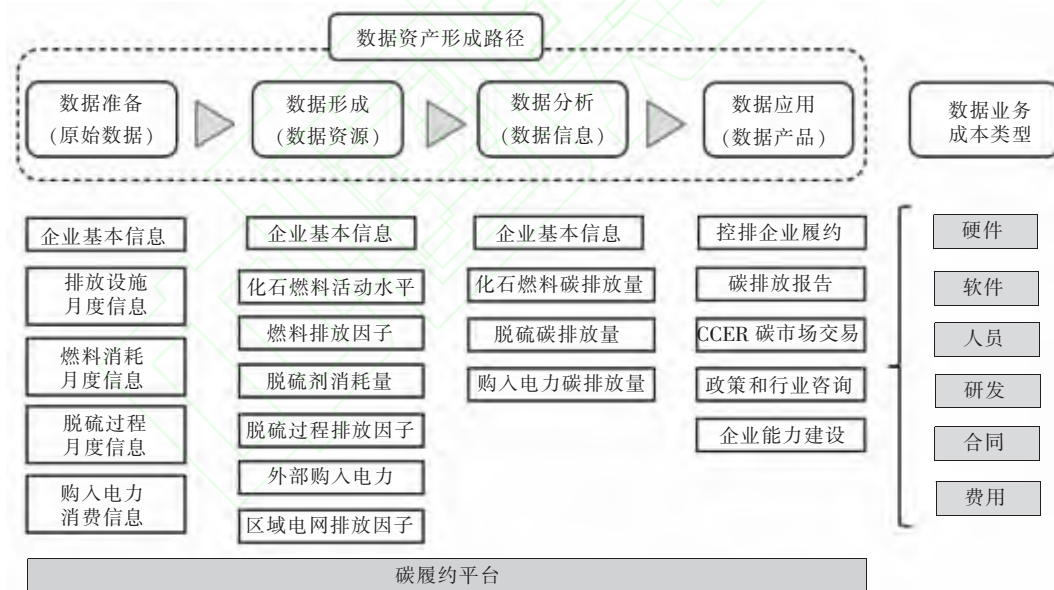 数据资产形成路径
数据准备
(原始数据)
数据形成
(数据资源)
数据分析
(数据信息)
数据应用
(数据产品)
数据业务
成本类型
企业基本信息
排放设施
月度信息
燃料消耗
月度信息
脱硫过程
月度信息
购入电力
消费信息
企业基本信息
化石燃料活动水平
燃料排放因子
脱硫剂消耗量
脱硫过程排放因子
外部购入电力
区域电网排放因子
企业基本信息
化石燃料碳排放量
脱硫碳排放量
购入电力碳排放量
控排企业履约
碳排放报告
CCER 碳市场交易
政策和行业咨询
企业能力建设
硬件
软件
人员
研发
合同
费用
碳履约平台